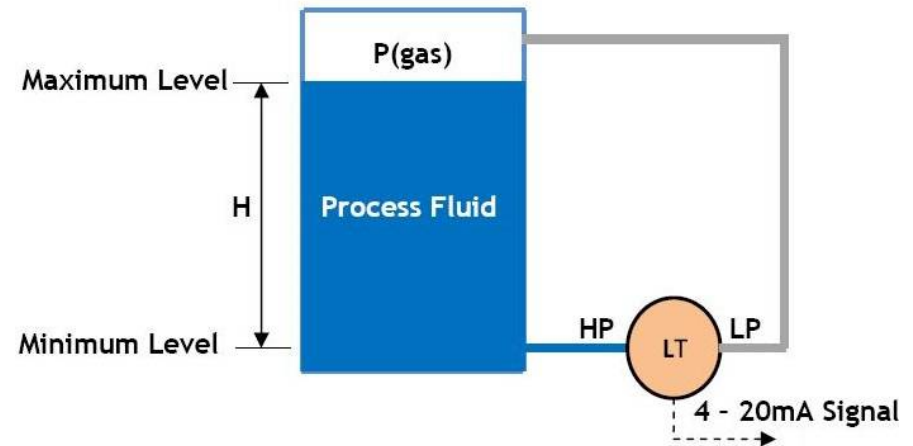 P(gas)
Maximum Level
H
Process Fluid
Minimum Level
HP
LT
LP
4 - 20mA Signal